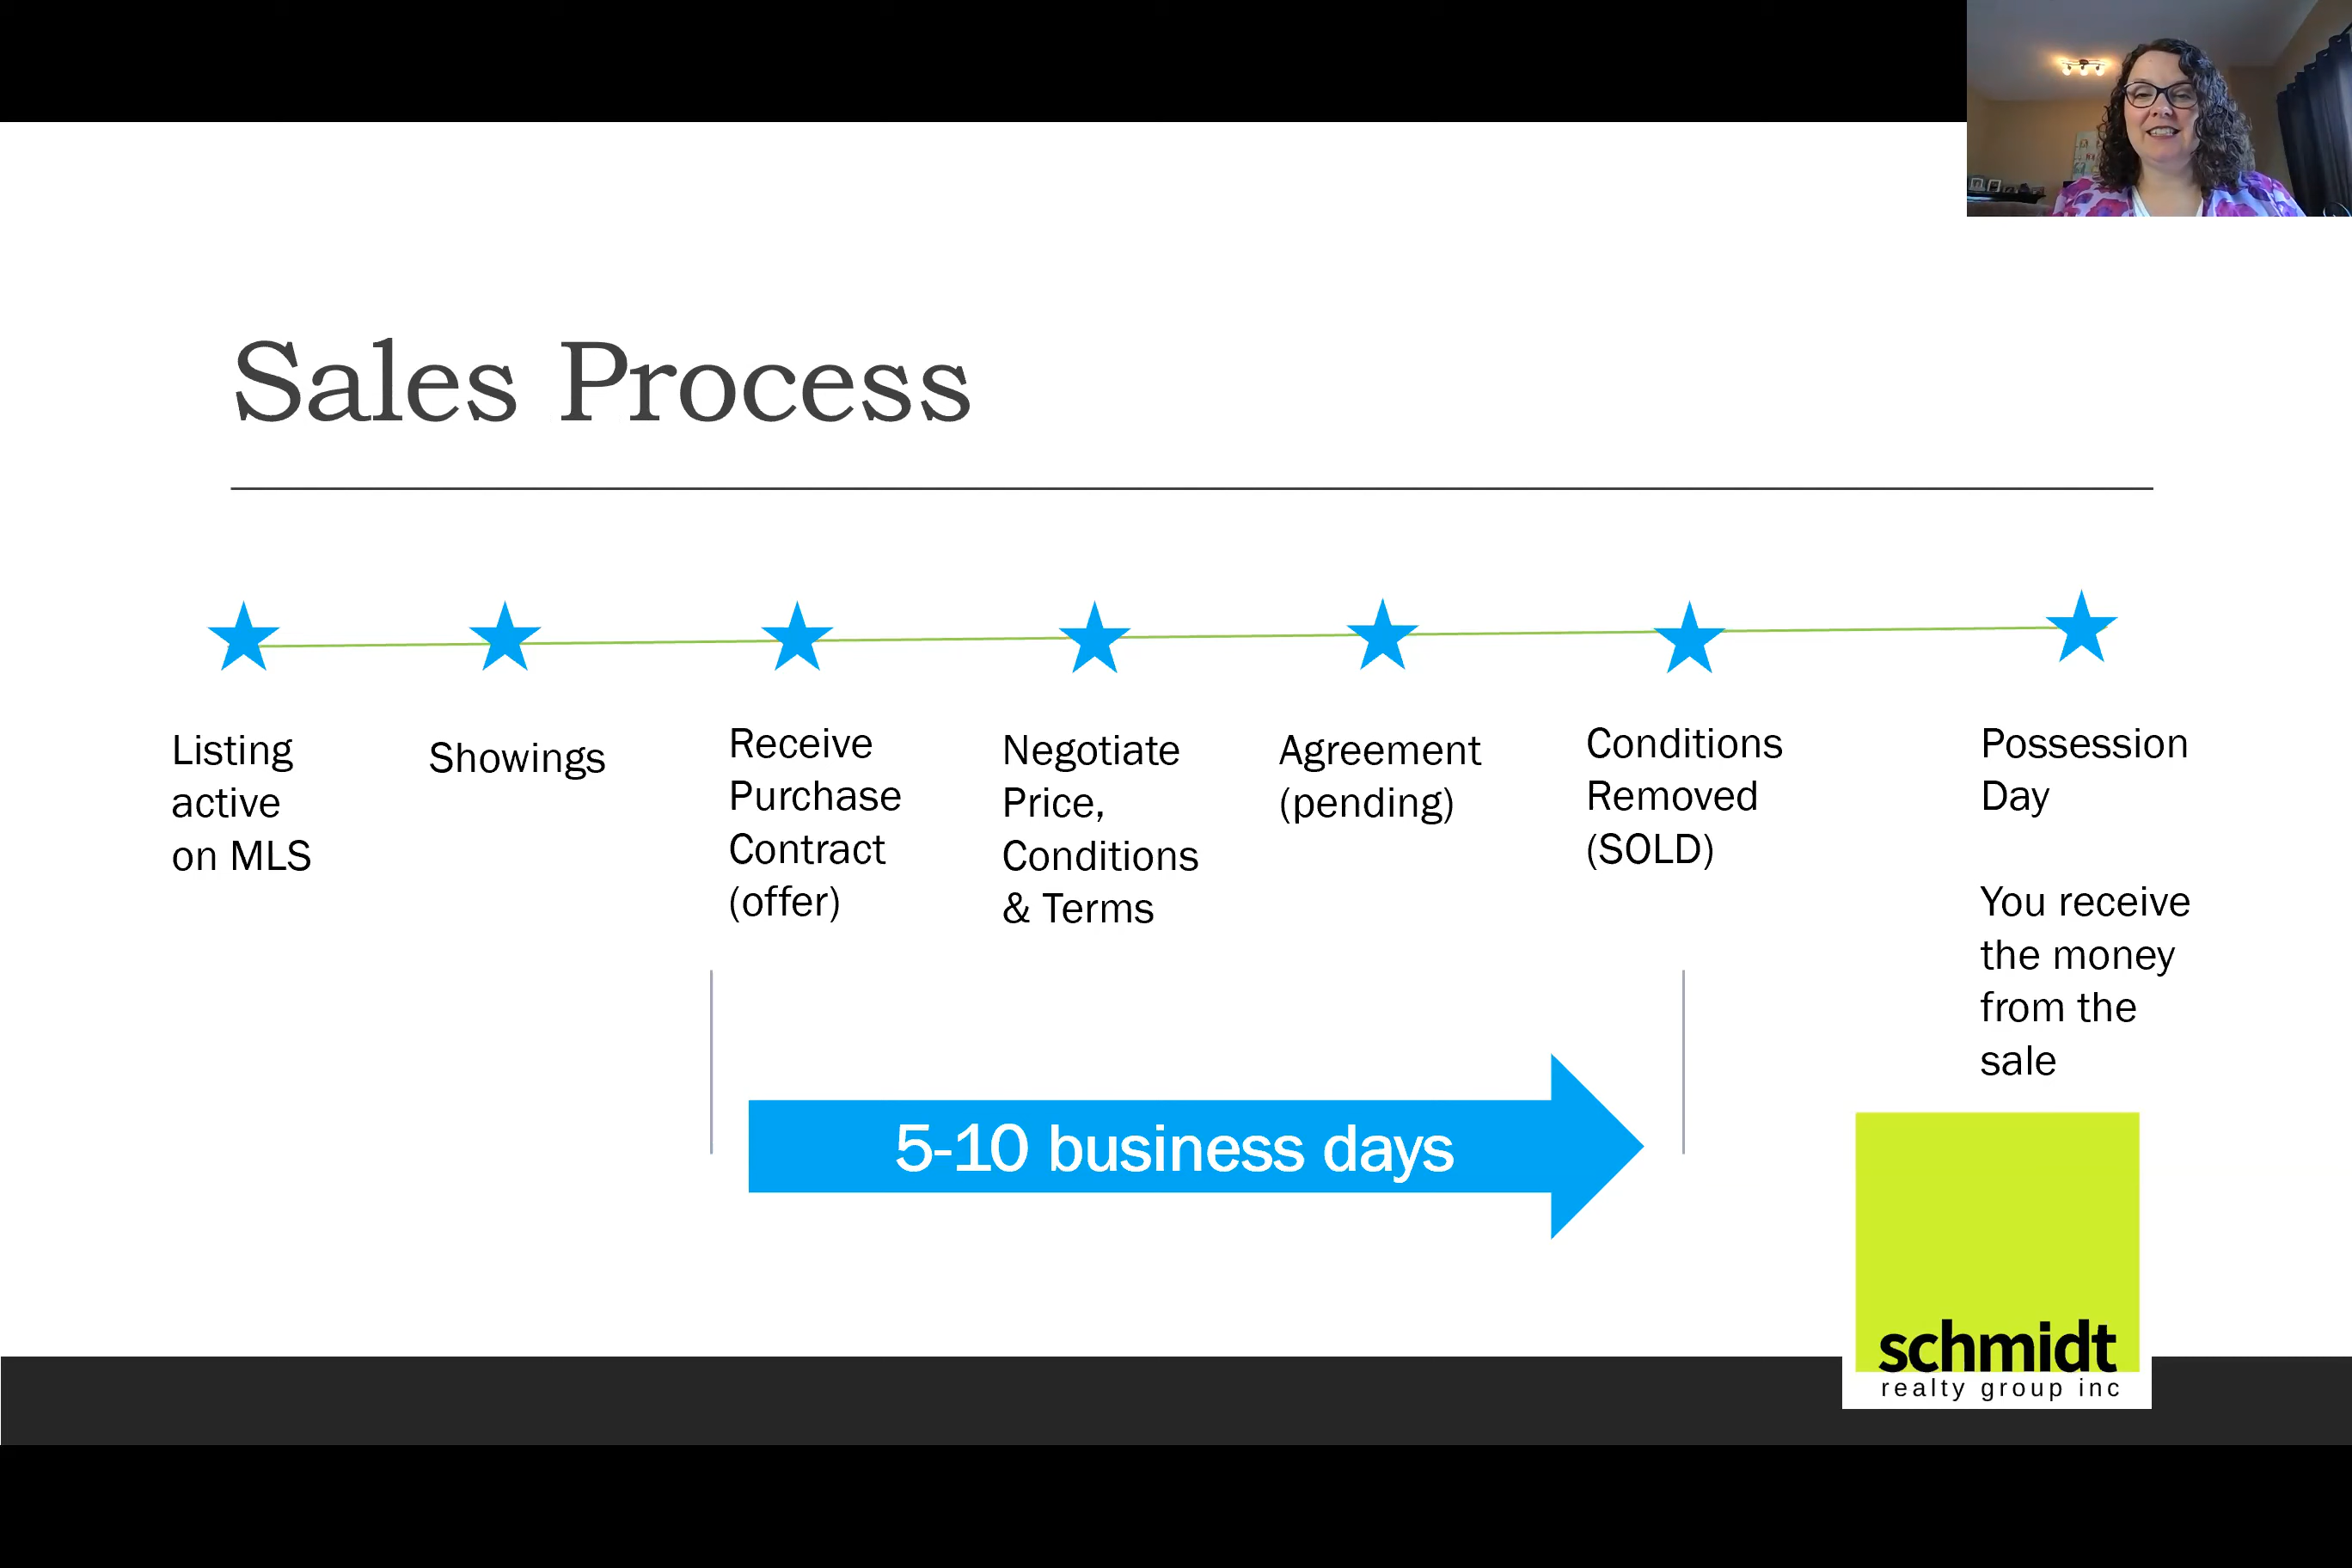 Sales Process
Listing
active
on MLS
Showings
Receive
Purchase
Contract
(offer)
Negotiate
Price,
Conditions
& Terms
Agreement
(pending)
Conditions
Removed
(SOLD)
Possession
Day
You receive
the money
from the
sale
5-10 business days
schmidt
realty group inc